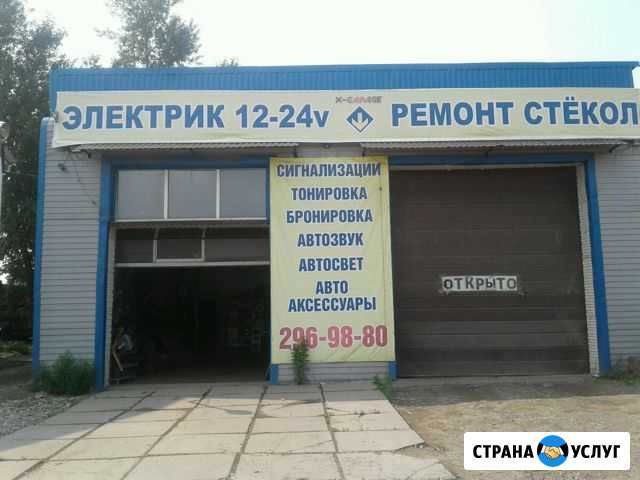 X-GARAGE
ЭЛЕКТРИК 12-24v РЕМОНТ СТЁКОЛ
СИГНАЛИЗАЦИИ
ТОНИРОВКА
БРОНИРОВКА
АВТОЗВУК
АВТОСВЕТ
АВТО
АКСЕССУАРЫ
296-98-80
ОТКРЫТО
СТРАНА УСЛУГ